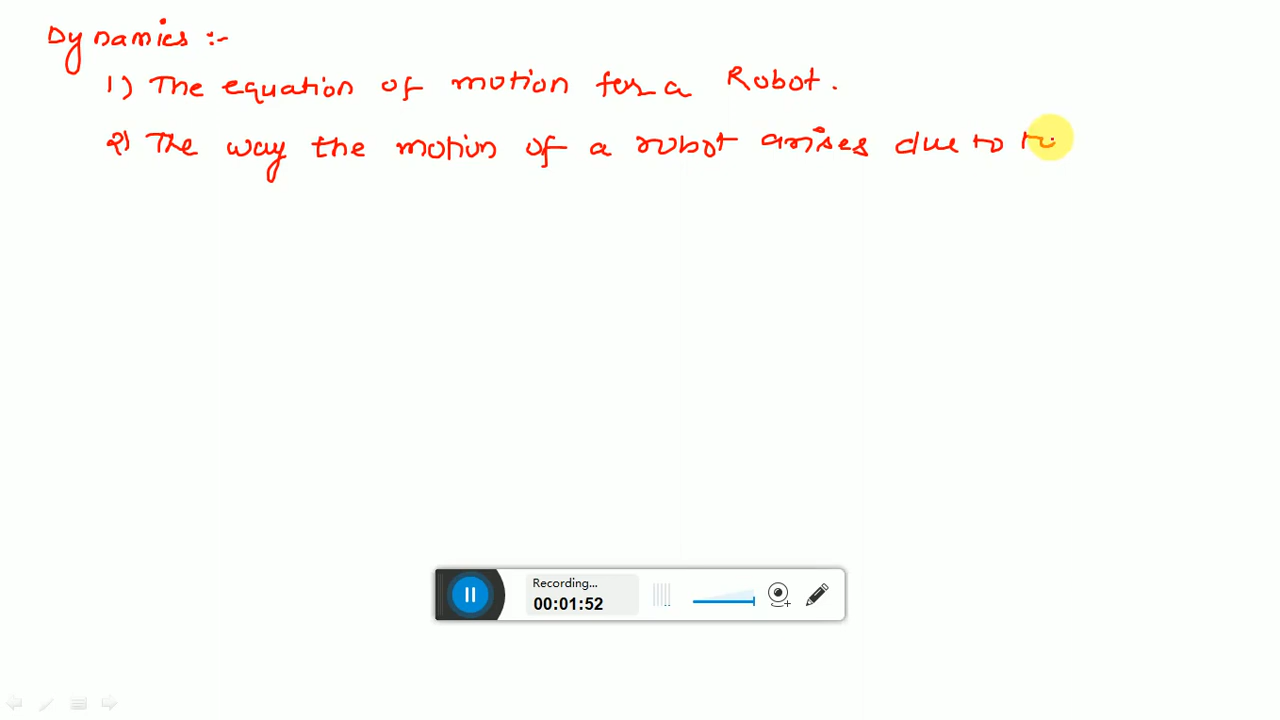 Dynamics :-
1) The equation of motion for a Robot.
2) The way the motion of a robot arises due to
Recording...
00:01:52